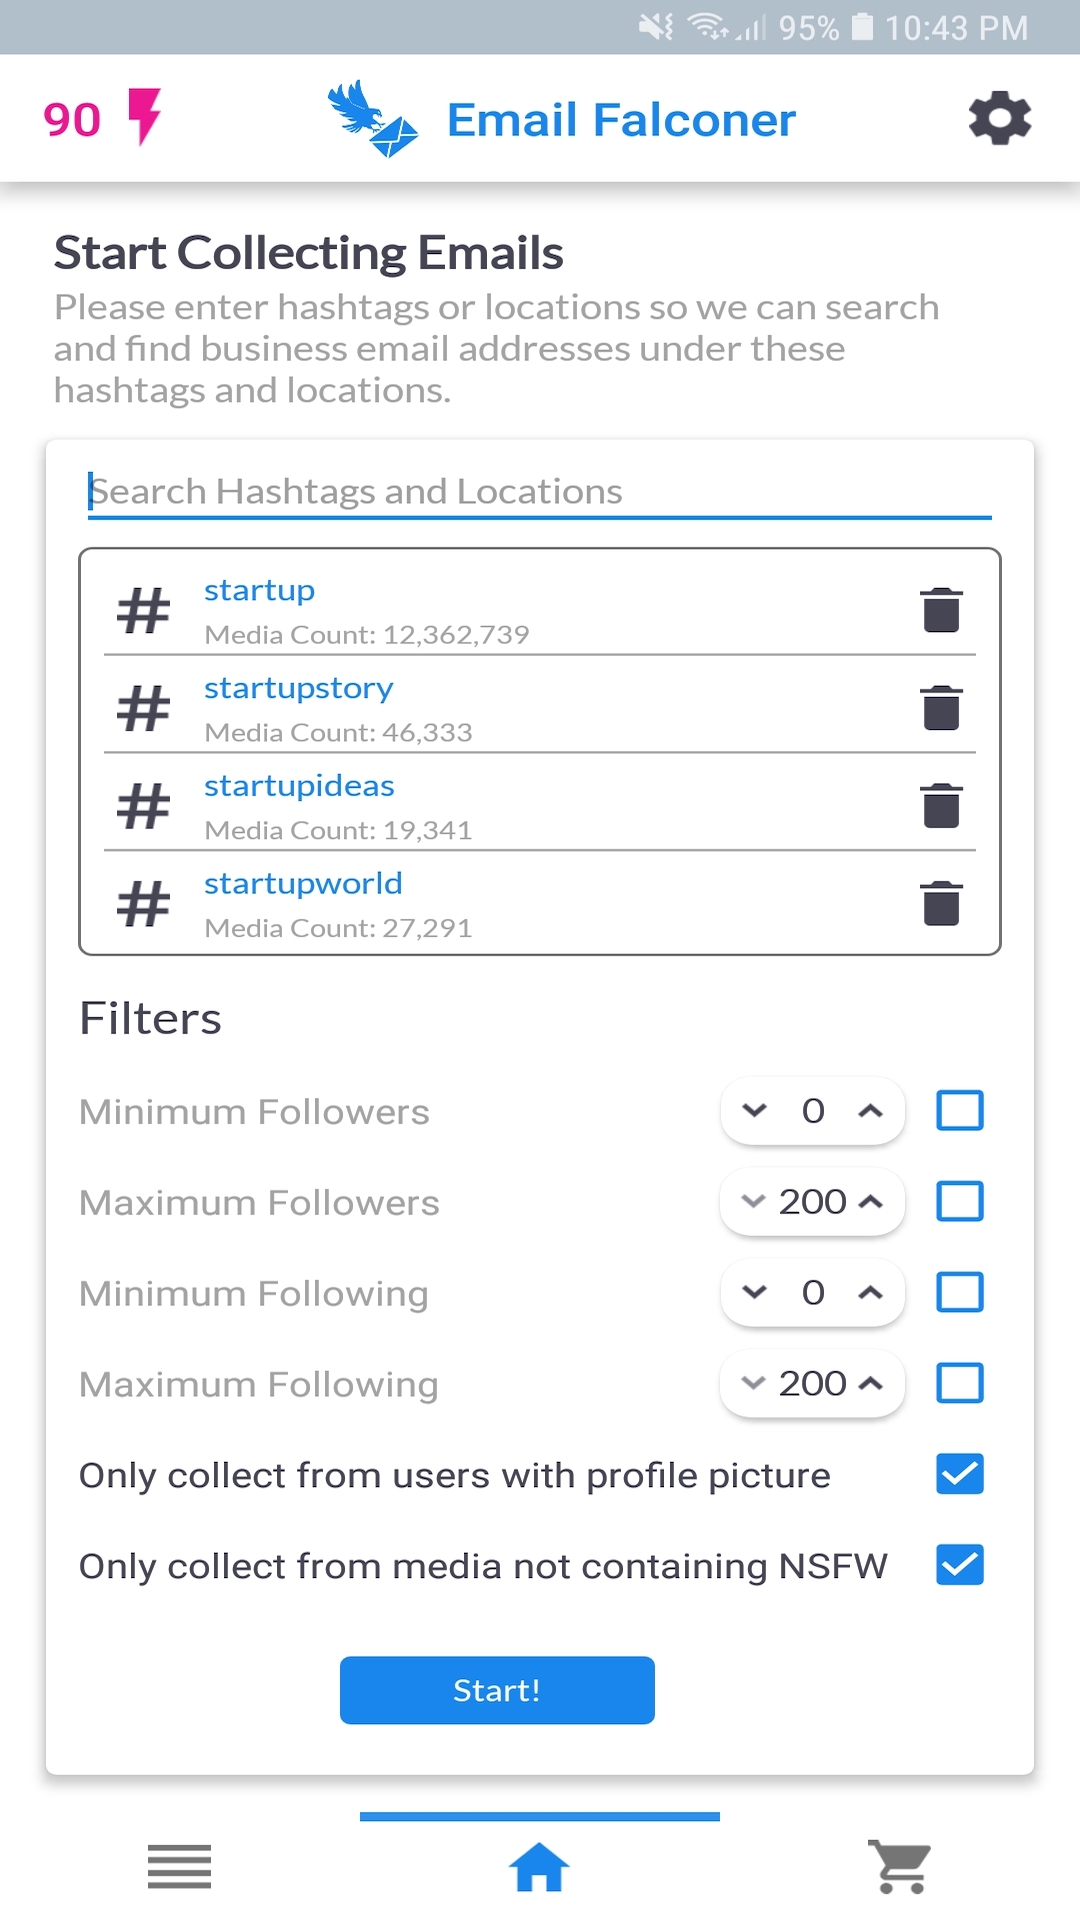 95% 10:43 PM
90 Email Falconer
Start Collecting Emails
Please enter hashtags or locations so we can search
and find business email addresses under these
hashtags and locations.
Search Hashtags and Locations
# startup
Media Count: 12,362,739
# startupstory
Media Count: 46,333
# startupideas
Media Count: 19,341
# startupworld
Media Count: 27,291
Filters
Minimum Followers 0
Maximum Followers 200
Minimum Following 0
Maximum Following 200
Only collect from users with profile picture
Only collect from media not containing NSFW
Start!